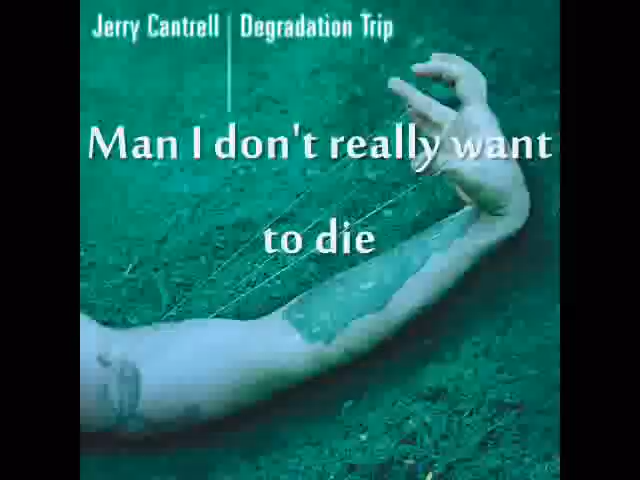 Jerry Cantrell | Degradation Trip
Man I don't really want
to die